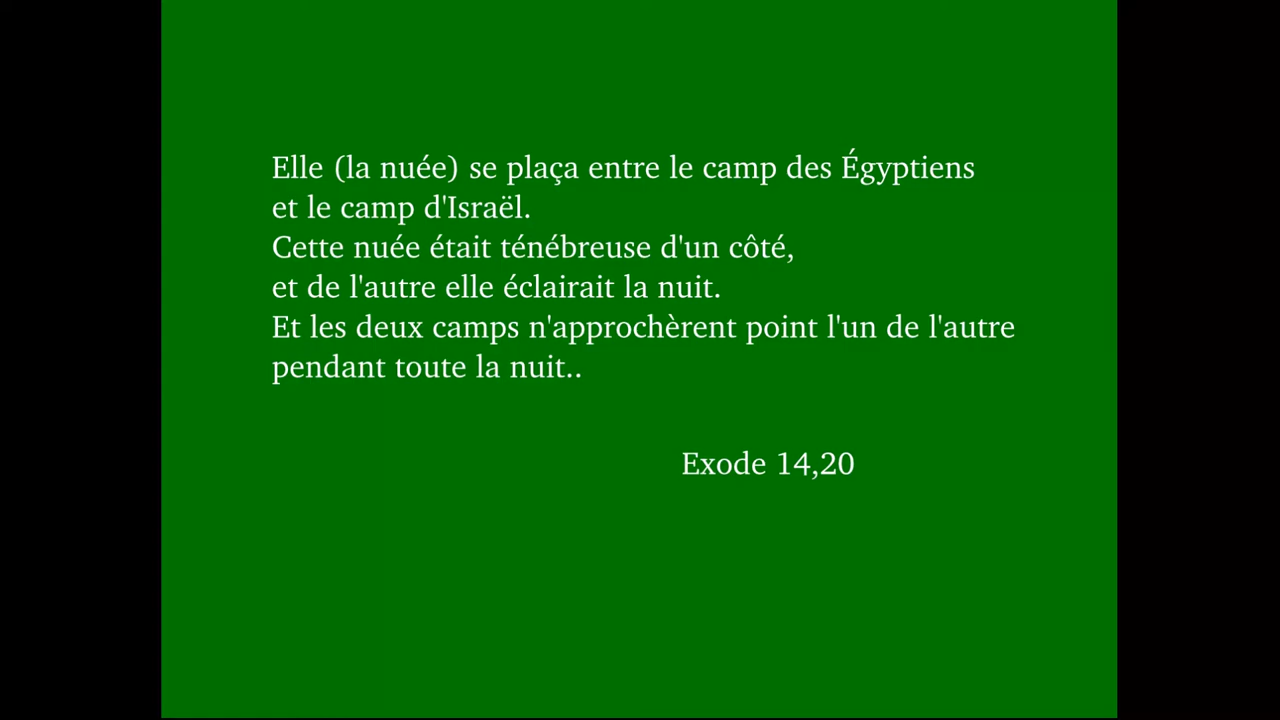 Elle (la nuée) se plaça entre le camp des Égyptiens
et le camp d'Israël.
Cette nuée était ténébreuse d'un côté,
et de l'autre elle éclairait la nuit.
Et les deux camps n'approchèrent point l'un de l'autre
pendant toute la nuit..
Exode 14,20